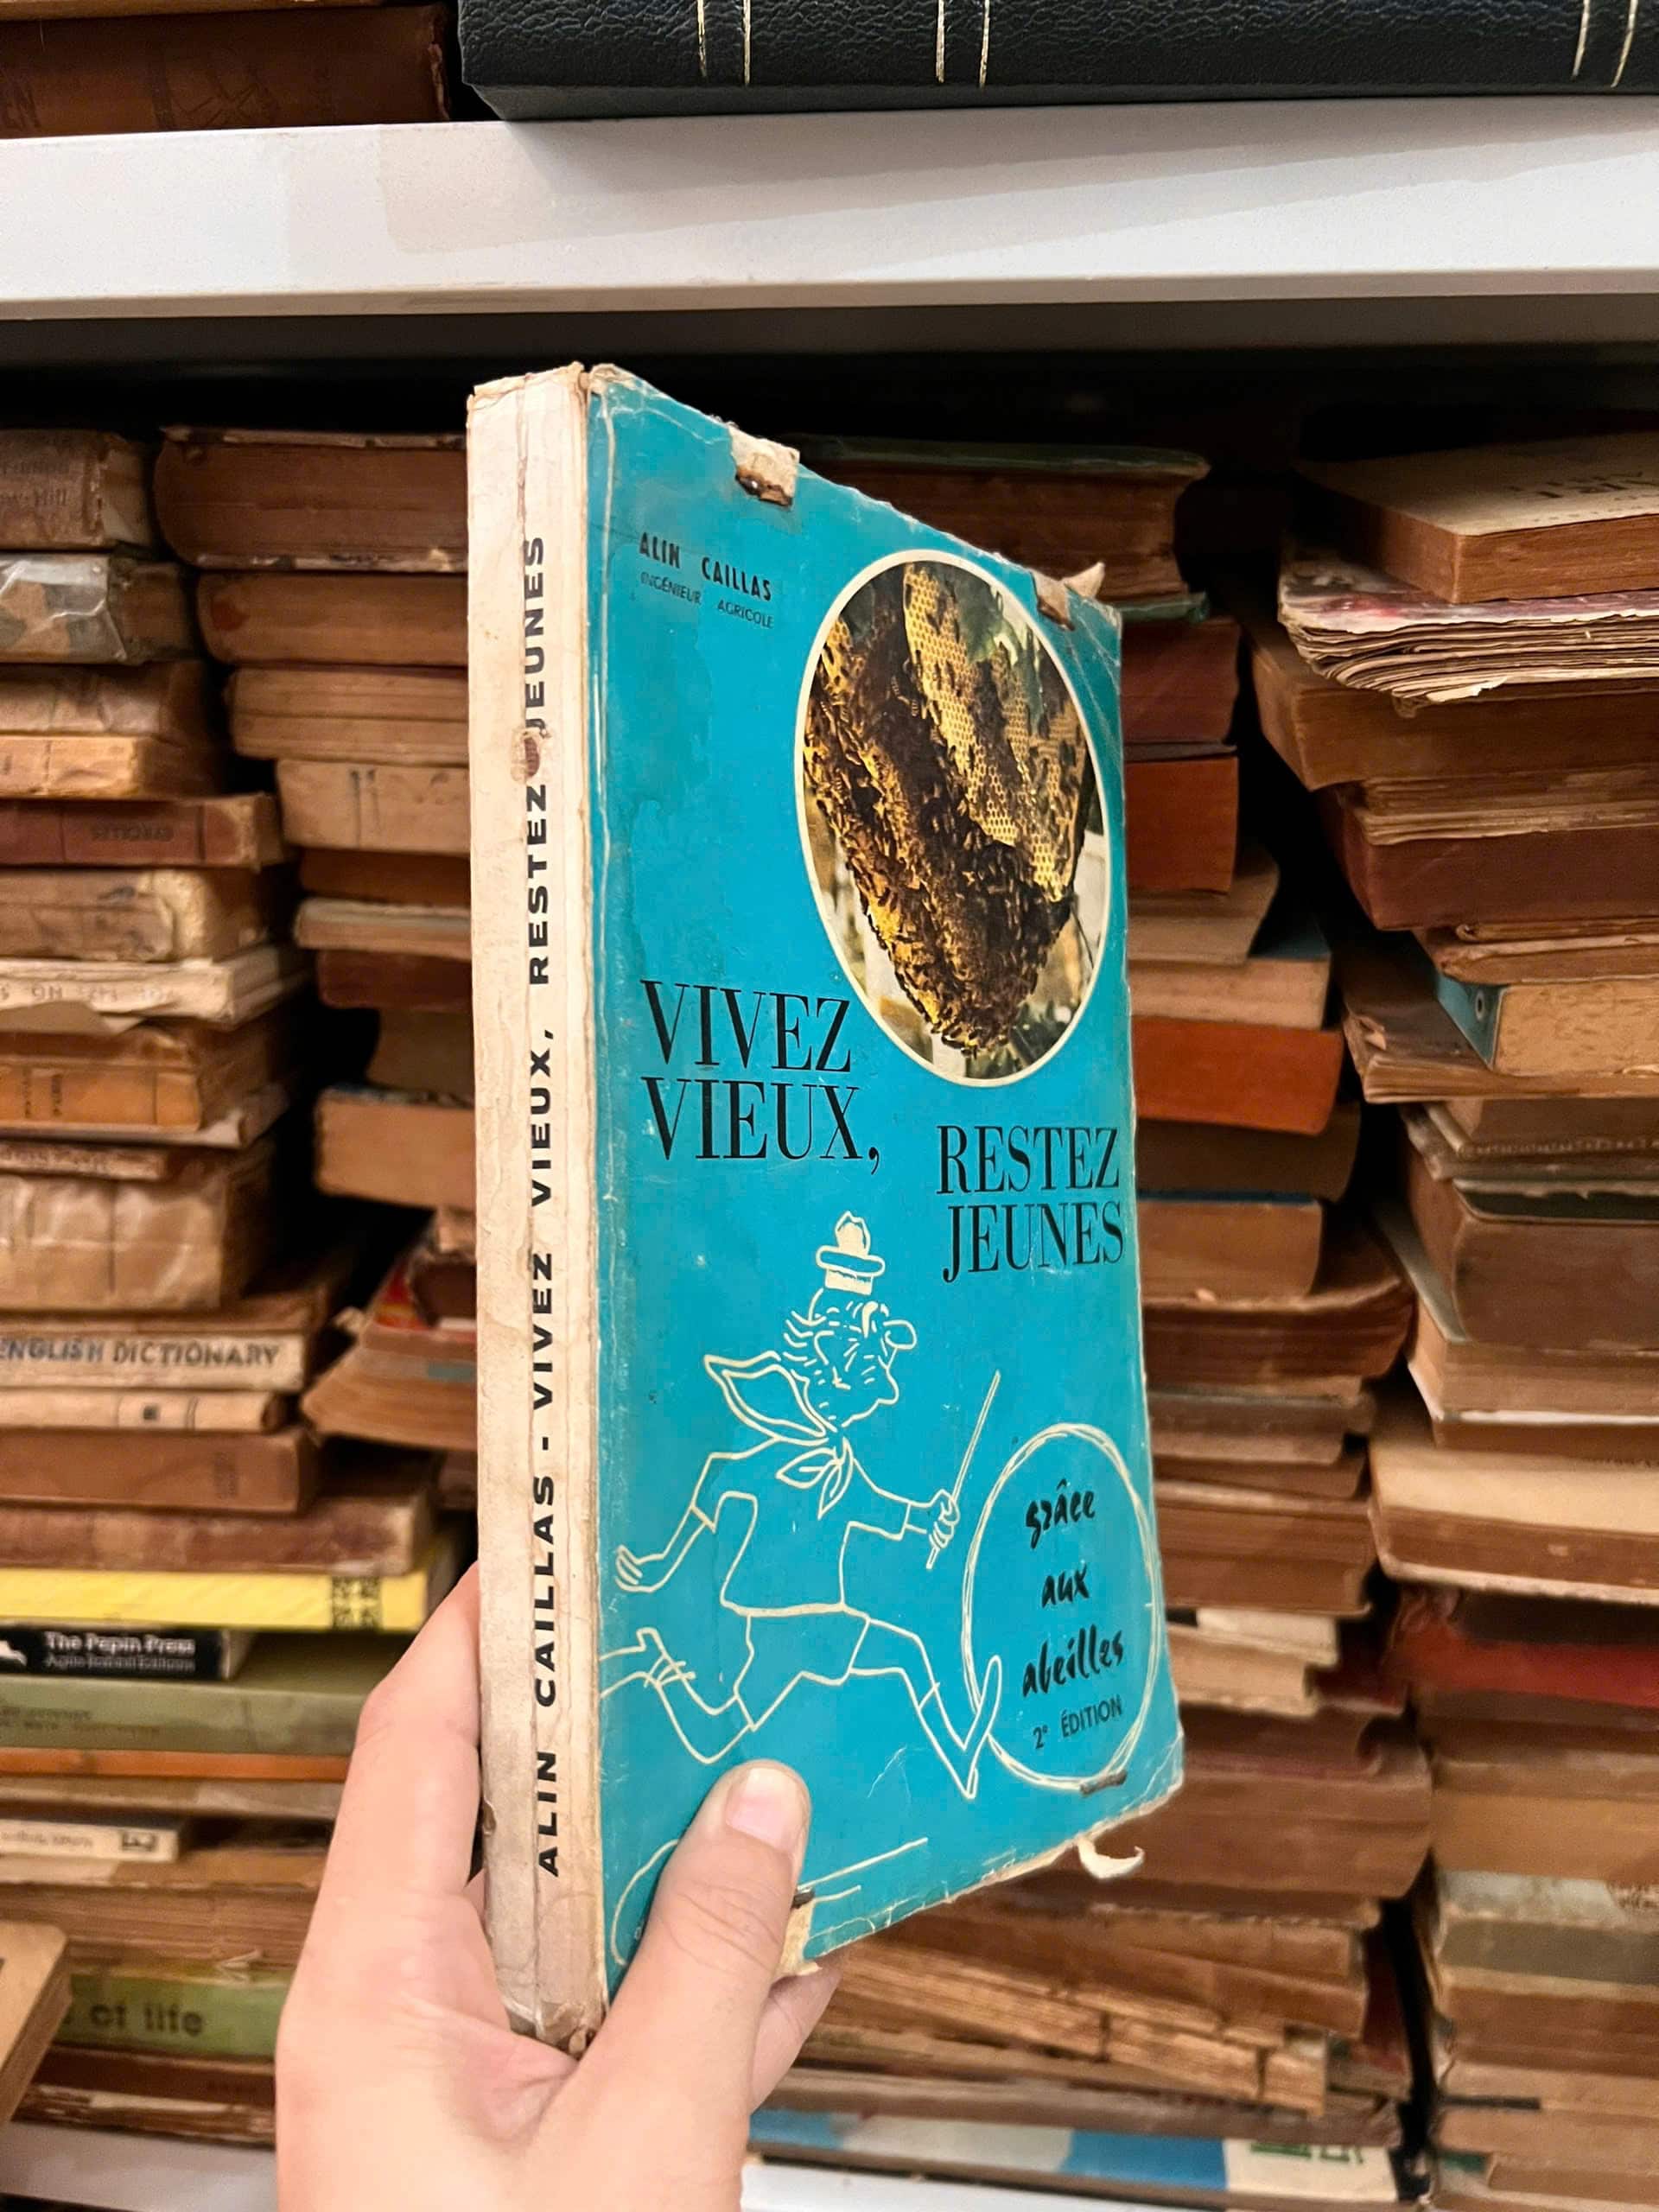 ALIN CAILLAS - VIVEZ VIEUX, RESTEZ JEUNES
ALIN CAILLAS
INGÉNIEUR AGRICOLE
VIVEZ
VIEUX,
RESTEZ
JEUNES
grâce
aux
abeilles
2e ÉDITION
ENGLISH DICTIONARY
The Pepin Press
of life